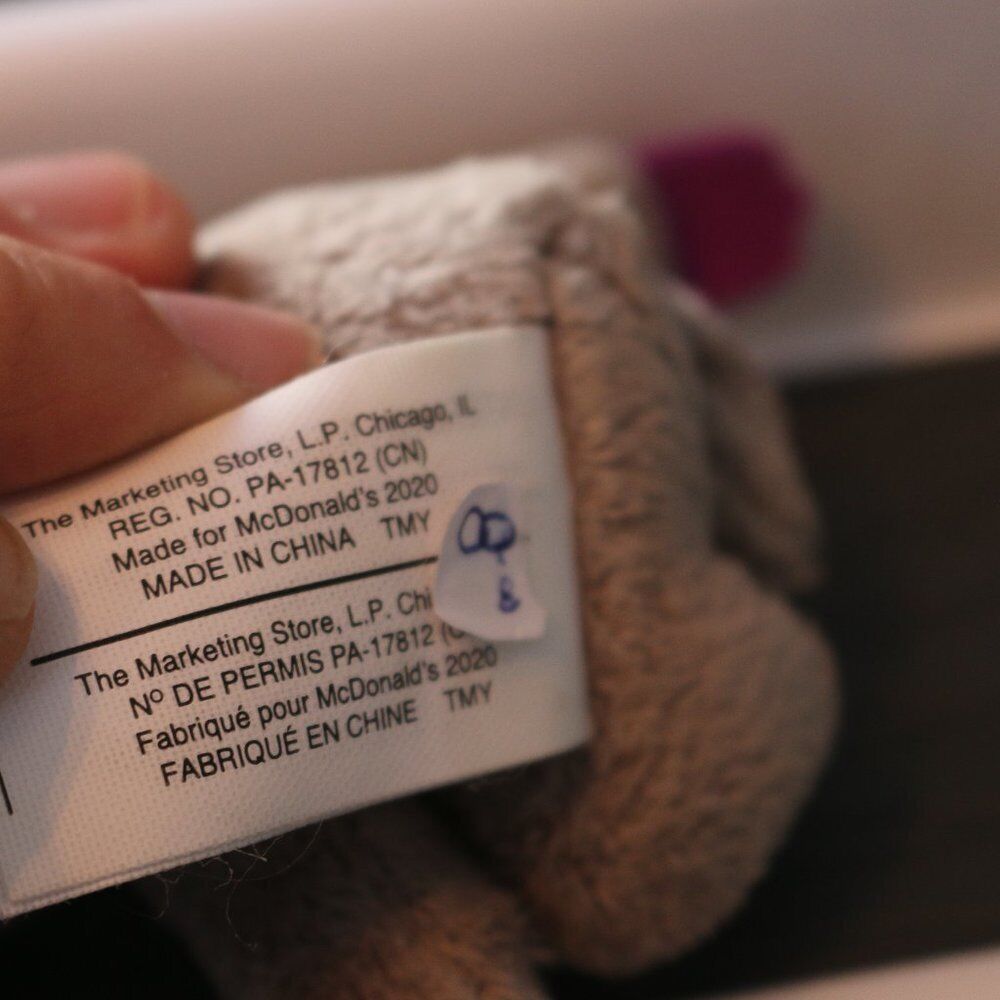 The Marketing Store, L.P. Chicago, IL
REG. NO. PA-17812 (CN)
Made for McDonald's 2020
MADE IN CHINA TMY
The Marketing Store, L.P. Chi
Nº DE PERMIS PA-17812
Fabriqué pour McDonald's 2020
FABRIQUÉ EN CHINE TMY